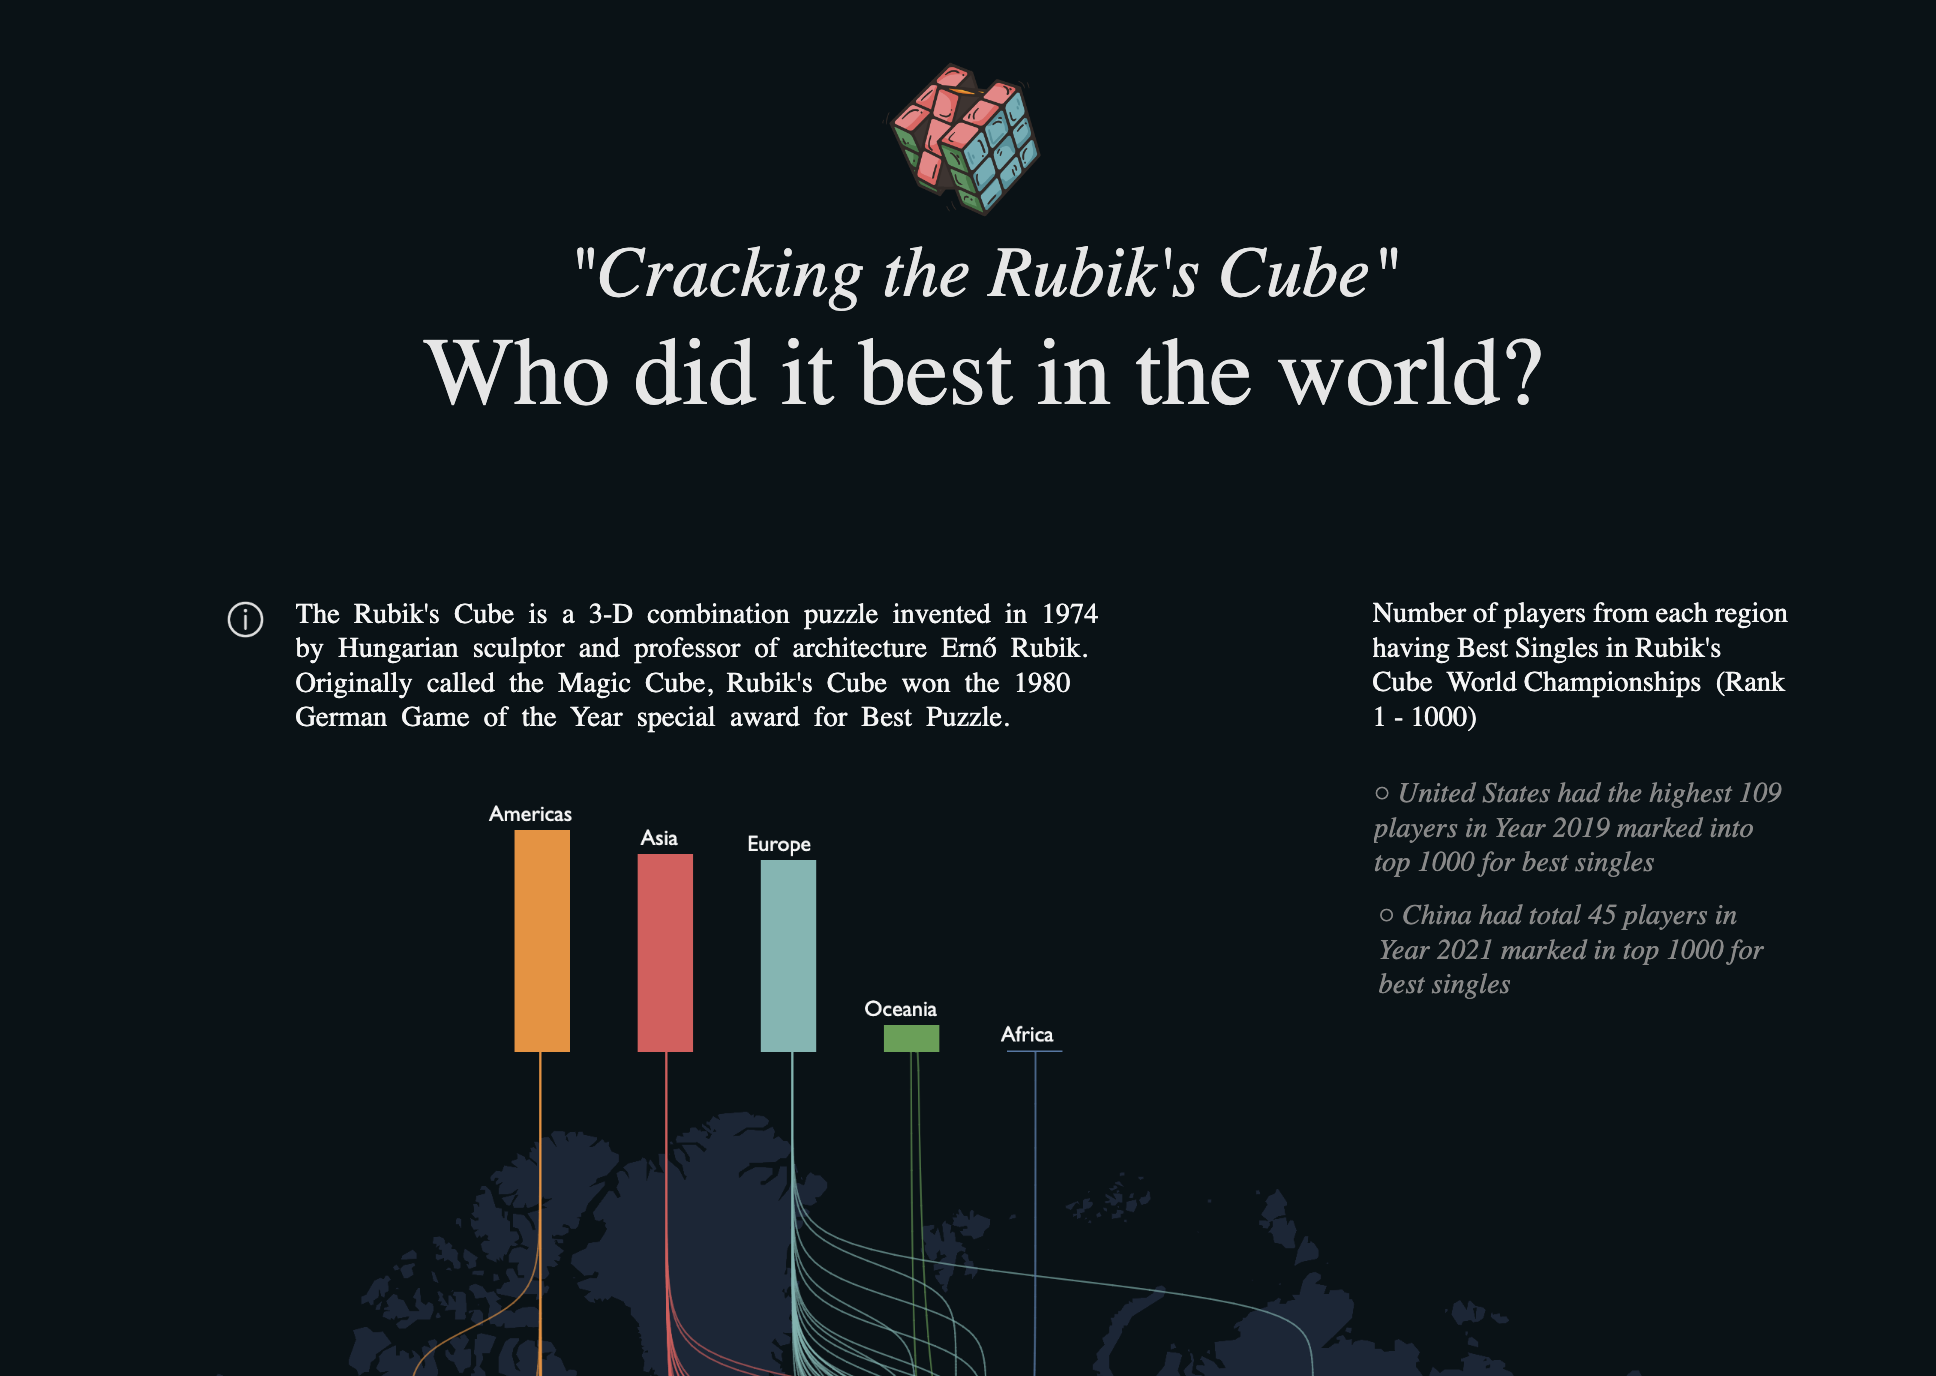 "Cracking the Rubik's Cube"
Who did it best in the world?
The Rubik's Cube is a 3-D combination puzzle invented in 1974
by Hungarian sculptor and professor of architecture Ernő Rubik.
Originally called the Magic Cube, Rubik's Cube won the 1980
German Game of the Year special award for Best Puzzle.
Number of players from each region
having Best Singles in Rubik's
Cube World Championships (Rank
1 - 1000)
○ United States had the highest 109
players in Year 2019 marked into
top 1000 for best singles
○ China had total 45 players in
Year 2021 marked in top 1000 for
best singles
Americas
Asia
Europe
Oceania
Africa